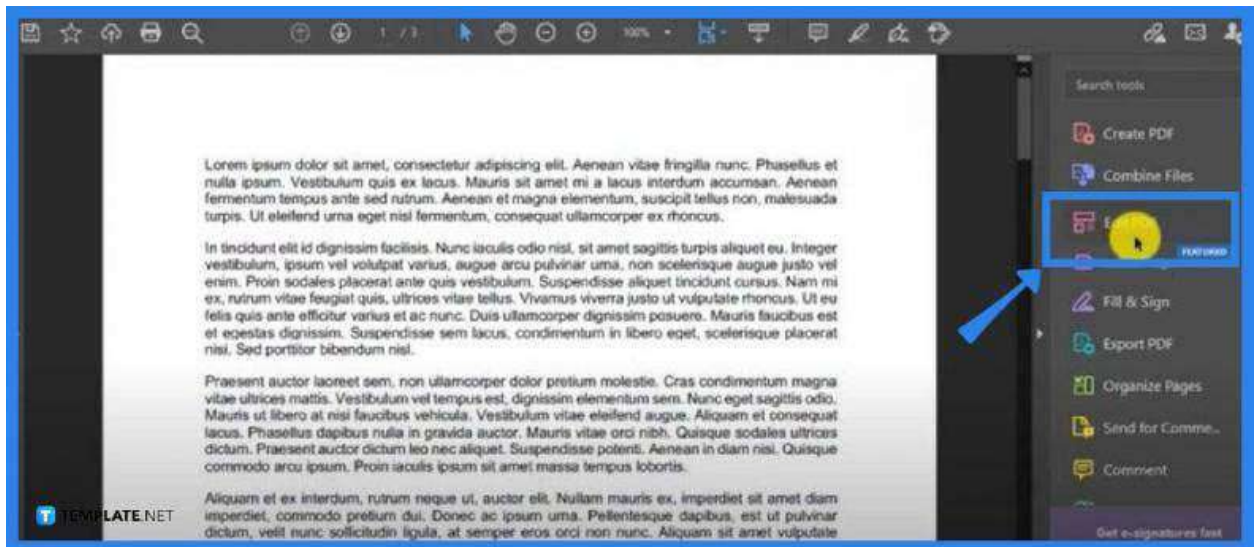 1 / 3
100%
Search tools
Create PDF
Combine Files
FEATURED
Fill & Sign
Export PDF
Organize Pages
Send for Comme...
Comment
Get e-signatures fast
Lorem ipsum dolor sit amet, consectetur adipiscing elit. Aenean vitae fringilla nunc. Phasellus et
nulla ipsum. Vestibulum quis ex lacus. Mauris sit amet mi a lacus interdum accumsan. Aenean
fermentum tempus ante sed rutrum. Aenean et magna elementum, suscipit tellus non, malesuada
turpis. Ut eleifend urna eget nisl fermentum, consequat ullamcorper ex rhoncus.
In tincidunt elit id dignissim facilisis. Nunc iaculis odio nisl, sit amet sagittis turpis aliquet eu. Integer
vestibulum, ipsum vel volutpat varius, augue arcu pulvinar urna, non scelerisque augue justo vel
enim. Proin sodales placerat ante quis vestibulum. Suspendisse aliquet tincidunt cursus. Nam mi
ex, rutrum vitae feugiat quis, ultrices vitae tellus. Vivamus viverra justo ut vulputate rhoncus. Ut eu
felis quis ante efficitur varius et ac nunc. Duis ullamcorper dignissim posuere. Mauris faucibus est
et egestas dignissim. Suspendisse sem lacus, condimentum in libero eget, scelerisque placerat
nisi. Sed porttitor bibendum nisl.
Praesent auctor laoreet sem, non ullamcorper dolor pretium molestie. Cras condimentum magna
vitae ultrices mattis. Vestibulum vel tempus est, dignissim elementum sem. Nunc eget sagittis odio.
Mauris ut libero at nisi faucibus vehicula. Vestibulum vitae eleifend augue. Aliquam et consequat
lacus. Phasellus dapibus nulla in gravida auctor. Mauris vitae orci nibh. Quisque sodales ultrices
dictum. Praesent auctor dictum leo nec aliquet. Suspendisse potenti. Aenean in diam nisi. Quisque
commodo arcu ipsum. Proin iaculis ipsum sit amet massa tempus lobortis.
Aliquam et ex interdum, rutrum neque ut, auctor elit. Nullam mauris ex, imperdiet sit amet diam
imperdiet, commodo pretium dui. Donec ac ipsum urna. Pellentesque dapibus, est ut pulvinar
dictum, velit nunc sollicitudin ligula, at semper eros orci non nunc. Aliquam sit amet vulputate
TEMPLATE.NET